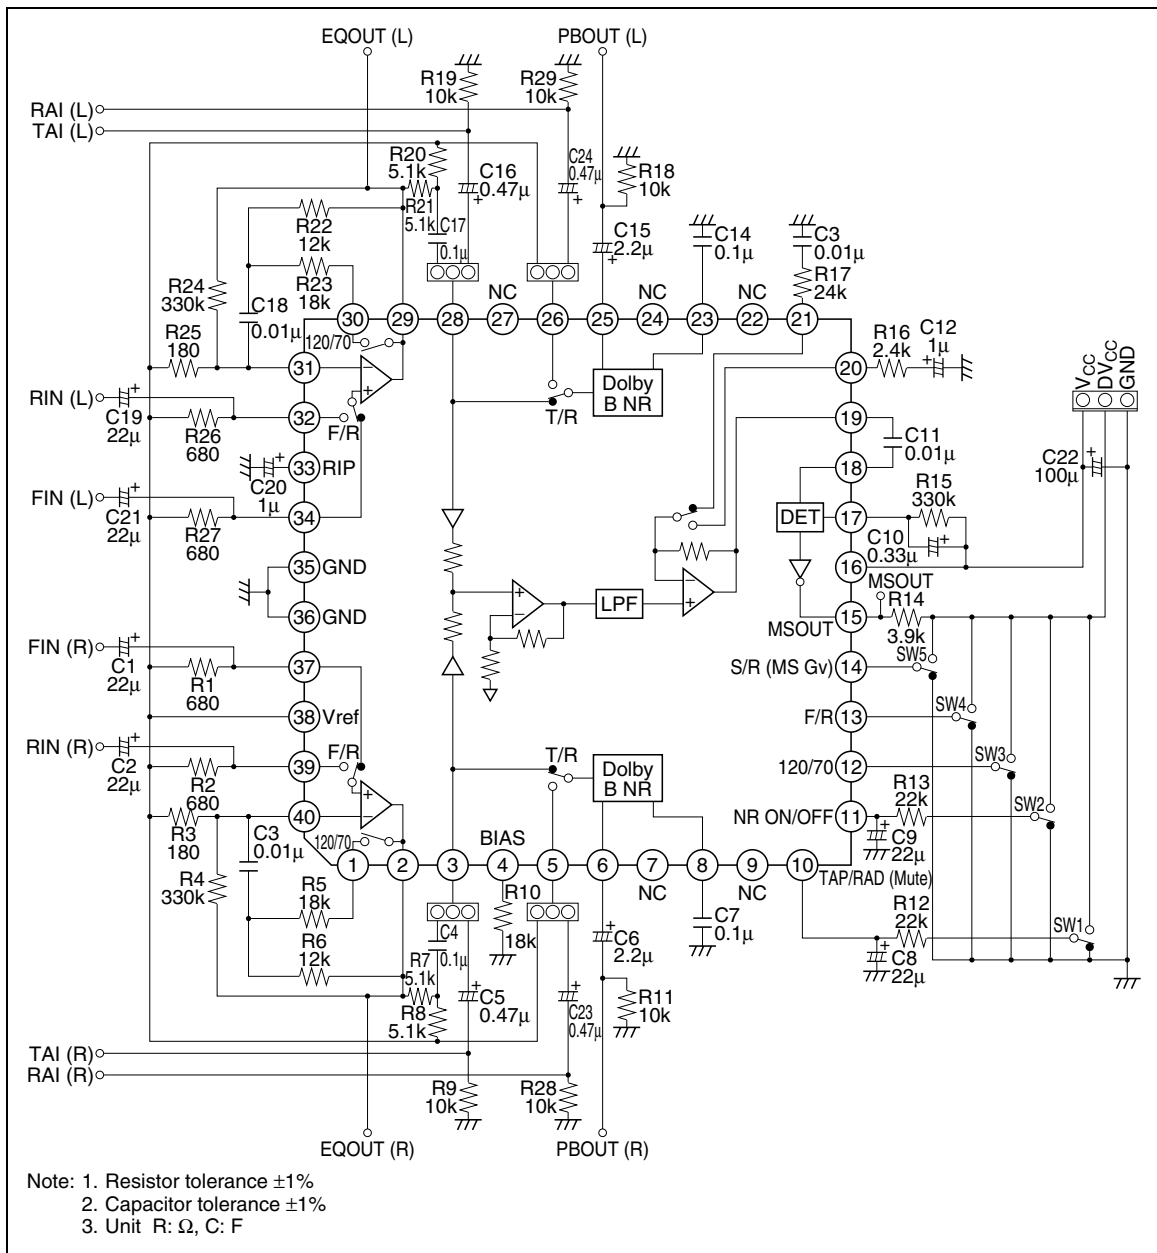 EQOUT (L)
PBOUT (L)
R19
10k
R29
10k
RAI (L)
TAI (L)
R20
5.1k
C16
0.47µ
C24
0.47µ
R18
10k
R21
5.1k
C17
0.1µ
R22
12k
R23
18k
C15
2.2µ
C14
0.1µ
C3
0.01µ
R17
24k
R24
330k
C18
0.01µ
NC
NC
NC
30
29
28
27
26
25
24
23
22
21
R25
180
120/70
31
Dolby
B NR
T/R
20
R16
2.4k
C12
1µ
VCC
DVCC
GND
RIN (L)
C19
22µ
R26
680
32
F/R
19
C11
0.01µ
33
RIP
C20
1µ
18
C22
100µ
FIN (L)
C21
22µ
R27
680
34
DET
17
R15
330k
C10
0.33µ
35
GND
16
MSOUT
36
GND
LPF
15
R14
3.9k
MSOUT
FIN (R)
C1
22µ
R1
680
37
S/R (MS Gv)
14
SW5
38
Vref
F/R
13
SW4
RIN (R)
C2
22µ
R2
680
39
F/R
T/R
Dolby
B NR
120/70
12
SW3
R3
180
40
C3
0.01µ
NR ON/OFF
11
R13
22k
C9
22µ
SW2
120/70
BIAS
1
2
3
4
5
6
7
8
9
10
NC
NC
TAP/RAD (Mute)
R4
330k
R5
18k
R6
12k
R10
18k
C4
0.1µ
R7
5.1k
R8
5.1k
C5
0.47µ
C23
0.47µ
C6
2.2µ
R11
10k
C7
0.1µ
R12
22k
C8
22µ
SW1
TAI (R)
RAI (R)
R9
10k
R28
10k
EQOUT (R)
PBOUT (R)
Note: 1. Resistor tolerance ±1%
2. Capacitor tolerance ±1%
3. Unit R: Ω, C: F